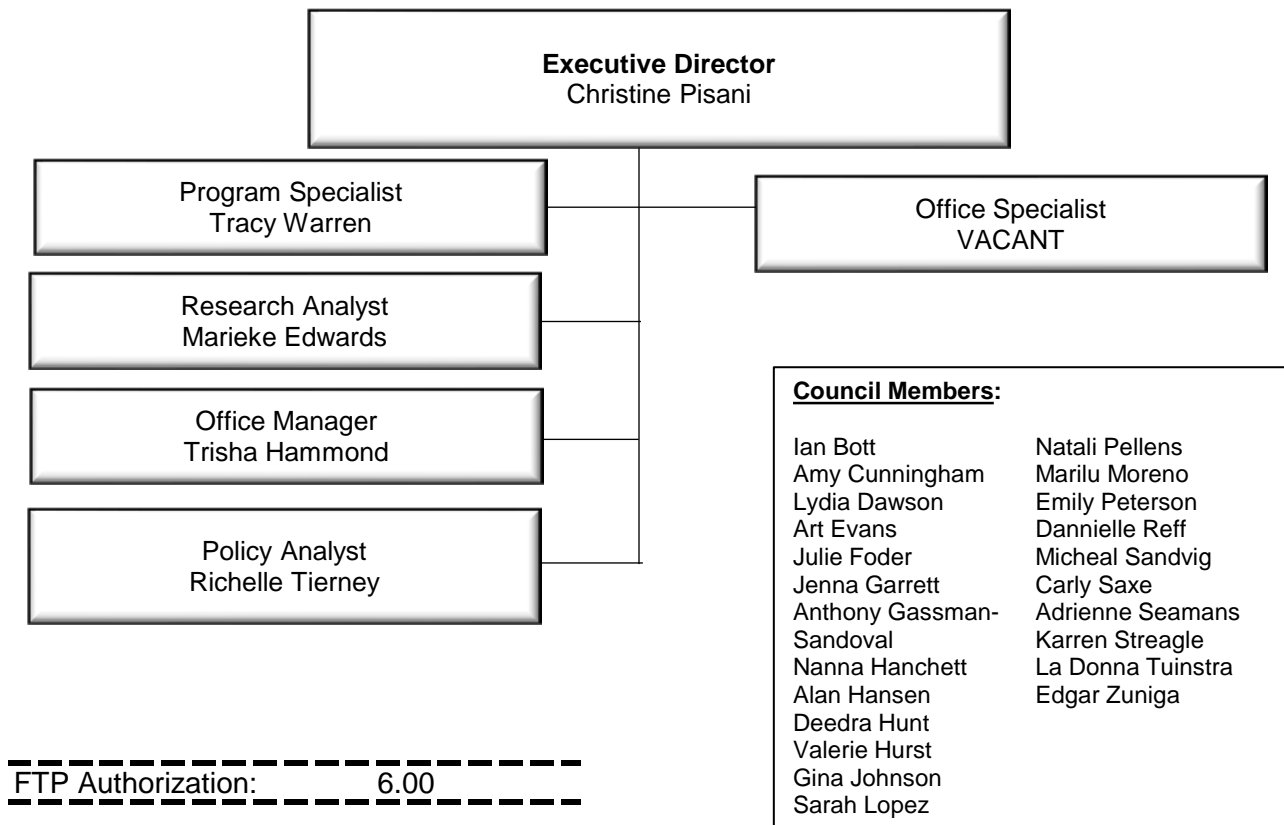 Executive Director
Christine Pisani
Program Specialist
Tracy Warren
Office Specialist
VACANT
Research Analyst
Marieke Edwards
Office Manager
Trisha Hammond
Policy Analyst
Richelle Tierney
Council Members:
Ian Bott
Amy Cunningham
Lydia Dawson
Art Evans
Julie Foder
Jenna Garrett
Anthony Gassman-
Sandoval
Nanna Hanchett
Alan Hansen
Deedra Hunt
Valerie Hurst
Gina Johnson
Sarah Lopez
Natali Pellens
Marilu Moreno
Emily Peterson
Dannielle Reff
Micheal Sandvig
Carly Saxe
Adrienne Seamans
Karren Streagle
La Donna Tuinstra
Edgar Zuniga
FTP Authorization: 6.00